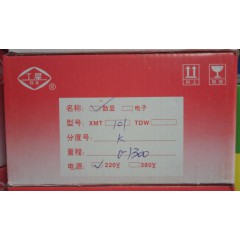 名称: ☑数显 □电子
型号: XMT 101 TDW
分度号: K
量程: 0-1300
电源: ☑220V □380V